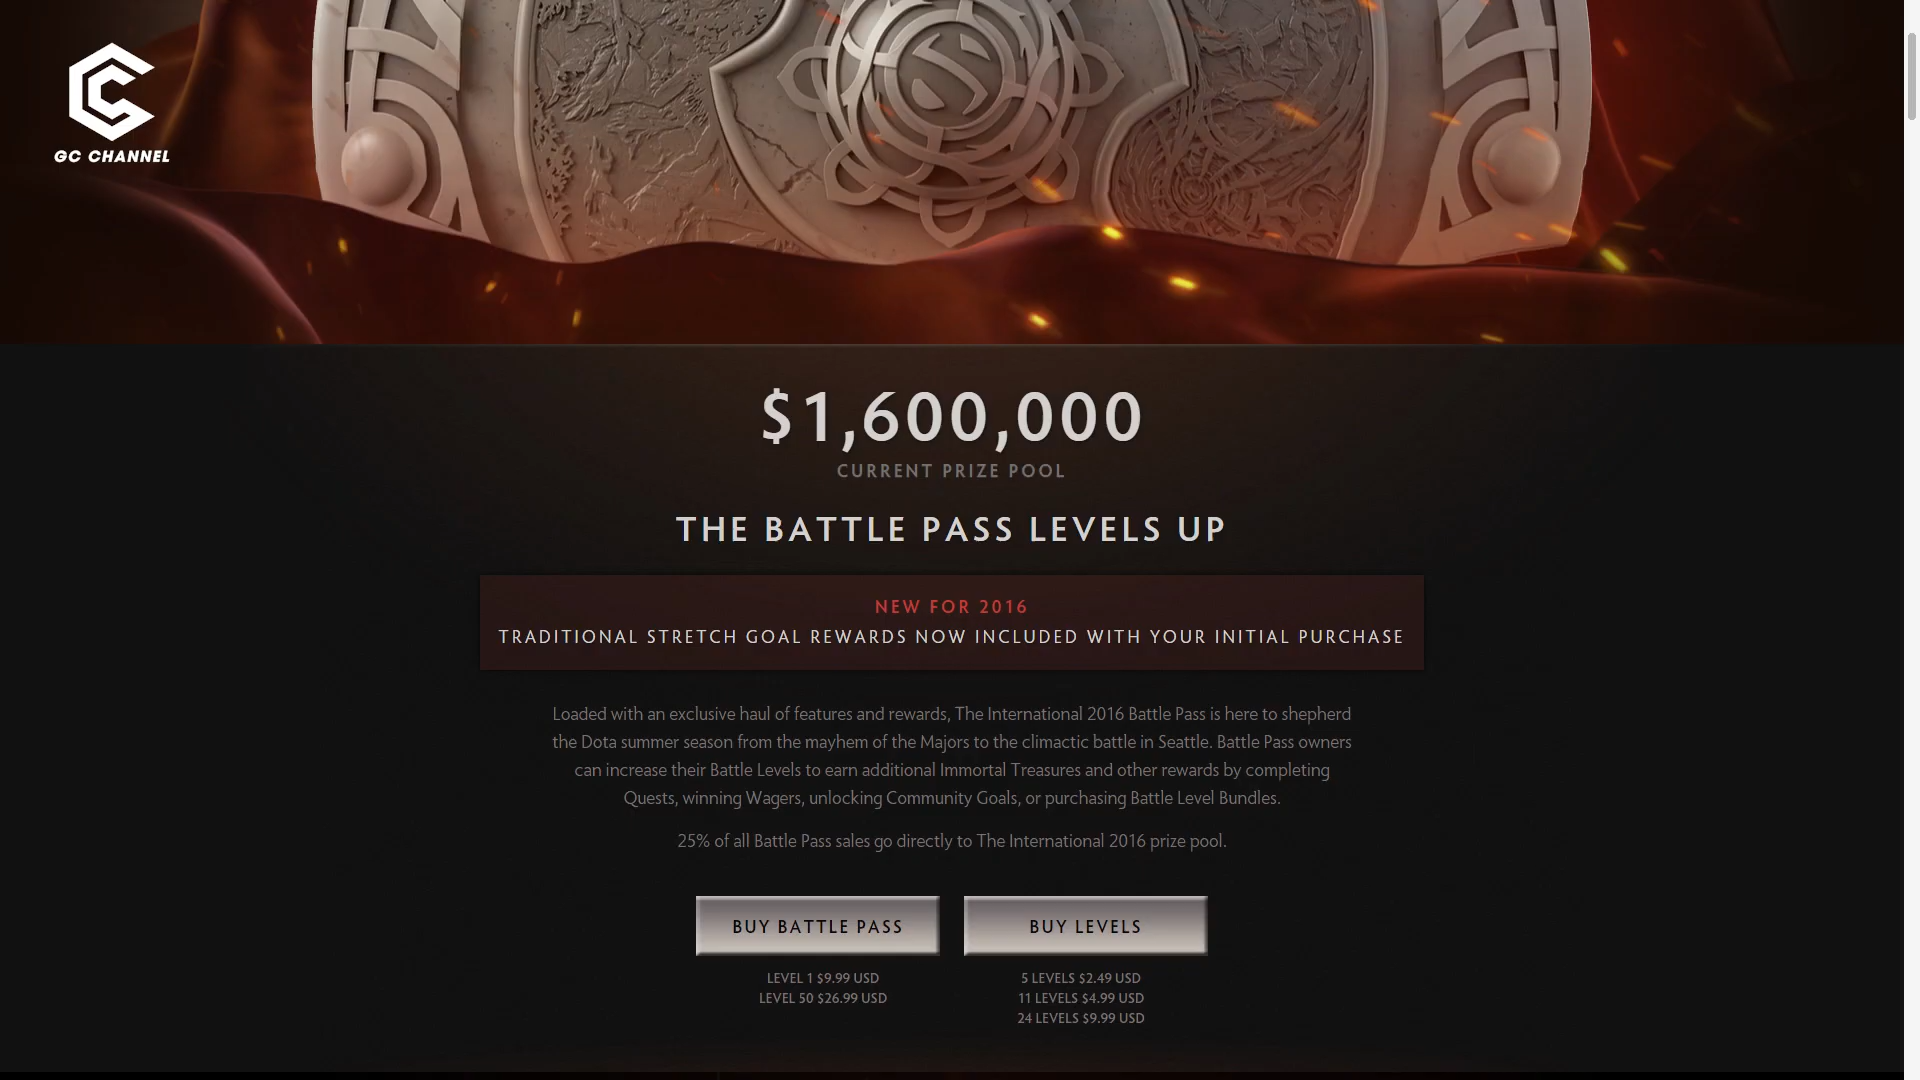 GC CHANNEL
$1,600,000
CURRENT PRIZE POOL
THE BATTLE PASS LEVELS UP
NEW FOR 2016
TRADITIONAL STRETCH GOAL REWARDS NOW INCLUDED WITH YOUR INITIAL PURCHASE
Loaded with an exclusive haul of features and rewards, The International 2016 Battle Pass is here to shepherd
the Dota summer season from the mayhem of the Majors to the climactic battle in Seattle. Battle Pass owners
can increase their Battle Levels to earn additional Immortal Treasures and other rewards by completing
Quests, winning Wagers, unlocking Community Goals, or purchasing Battle Level Bundles.
25% of all Battle Pass sales go directly to The International 2016 prize pool.
BUY BATTLE PASS
LEVEL 1 $9.99 USD
LEVEL 50 $26.99 USD
BUY LEVELS
5 LEVELS $2.49 USD
11 LEVELS $4.99 USD
24 LEVELS $9.99 USD